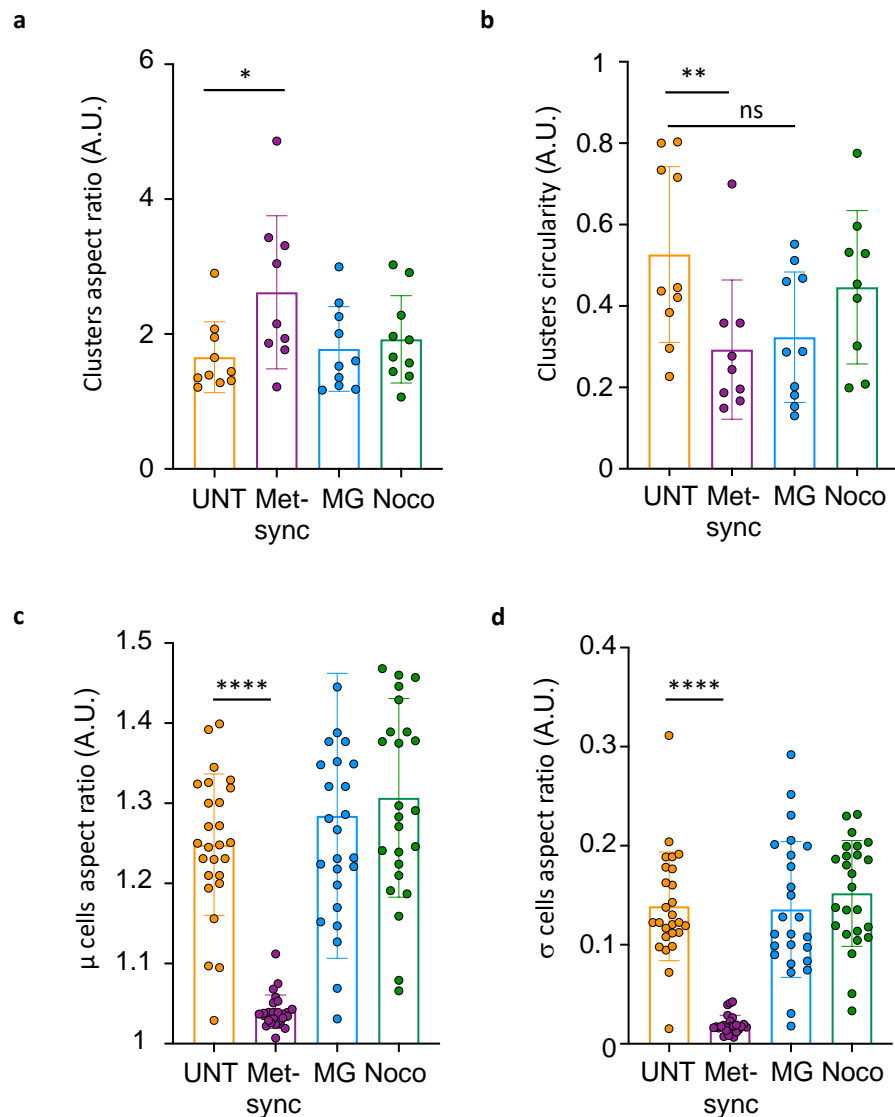 a
Clusters aspect ratio (A.U.)
6
4
2
0
*
UNT Met-sync MG Noco
b
Clusters circularity (A.U.)
1
0.8
0.6
0.4
0.2
0
**
ns
UNT Met-sync MG Noco
c
μ cells aspect ratio (A.U.)
1.5
1.4
1.3
1.2
1.1
1
****
UNT Met-sync MG Noco
d
σ cells aspect ratio (A.U.)
0.4
0.3
0.2
0.1
0
****
UNT Met-sync MG Noco